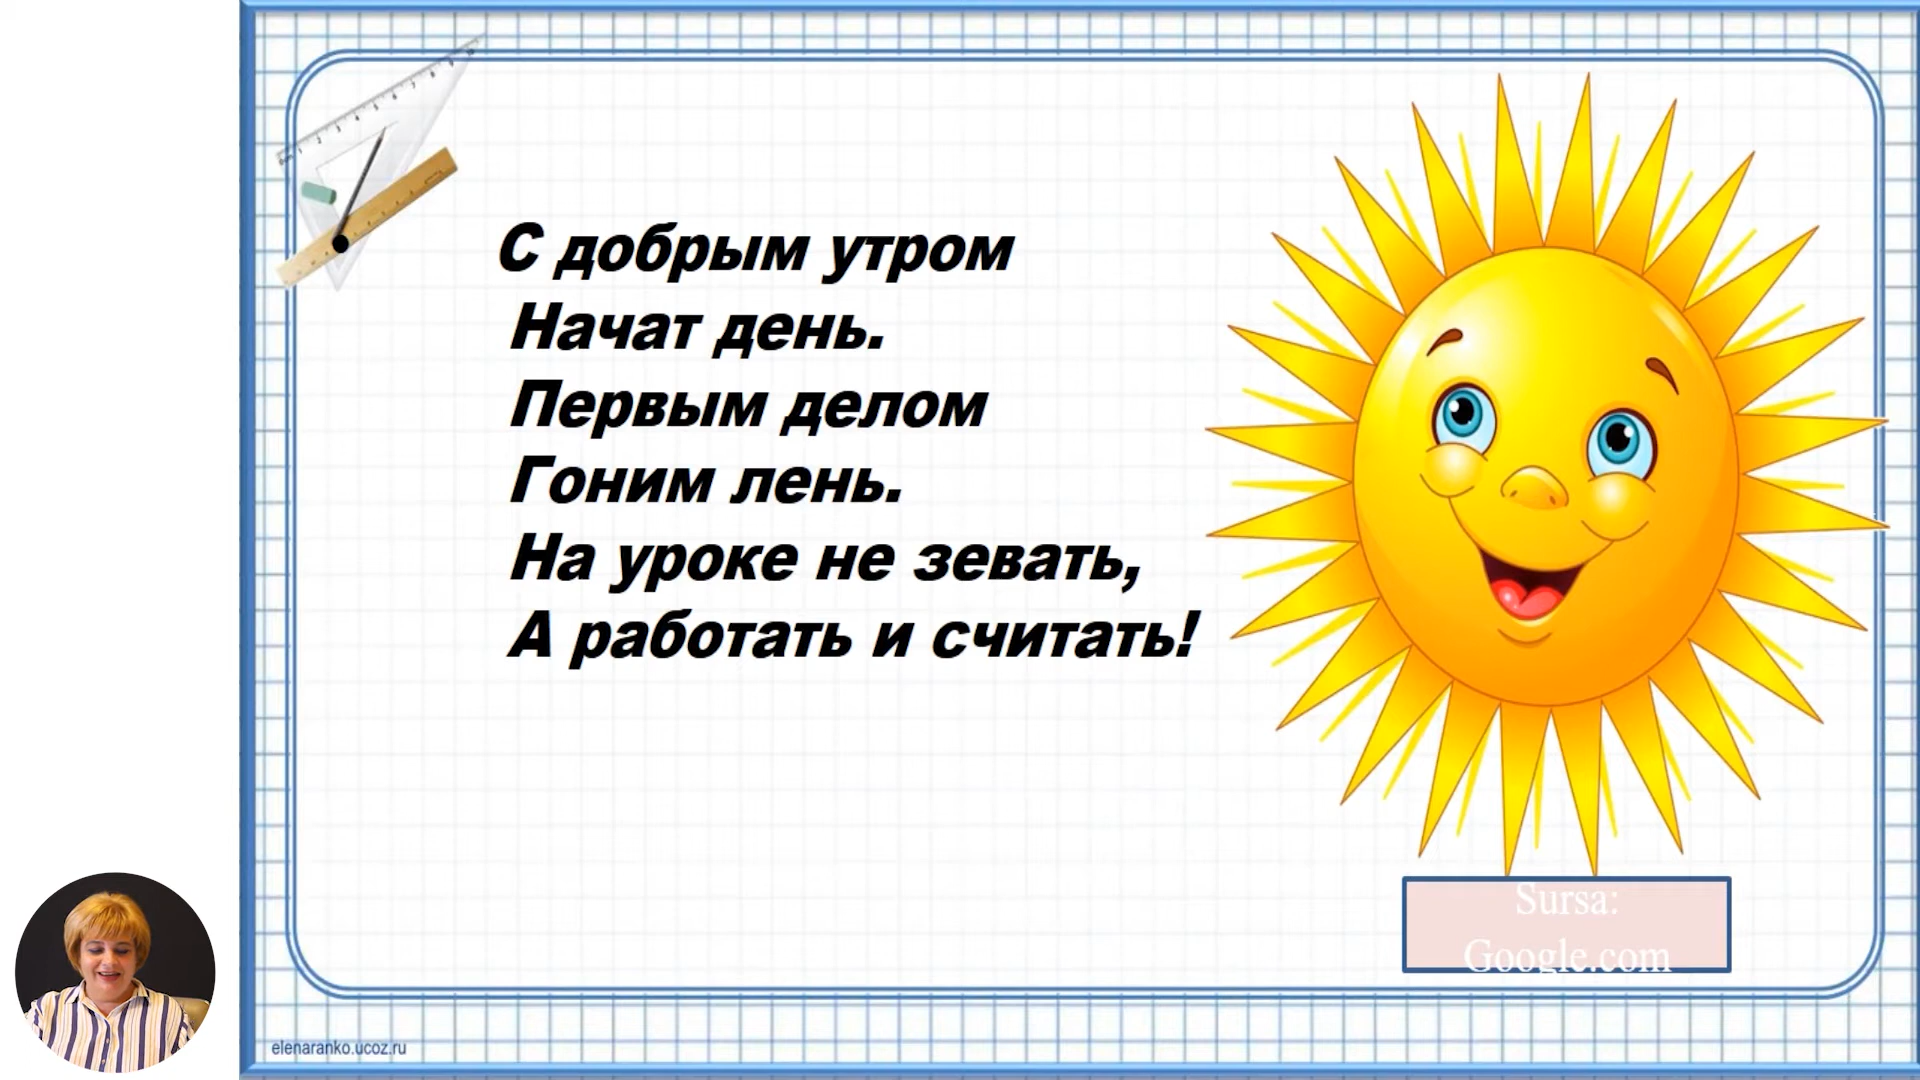 С добрым утром
Начат день.
Первым делом
Гоним лень.
На уроке не зевать,
А работать и считать!
Sursa:
Google.com
elenaranko.ucoz.ru